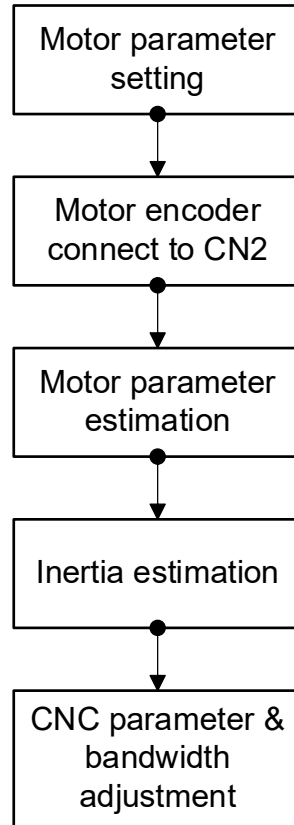 Motor parameter
setting
Motor encoder
connect to CN2
Motor parameter
estimation
Inertia estimation
CNC parameter &
bandwidth
adjustment